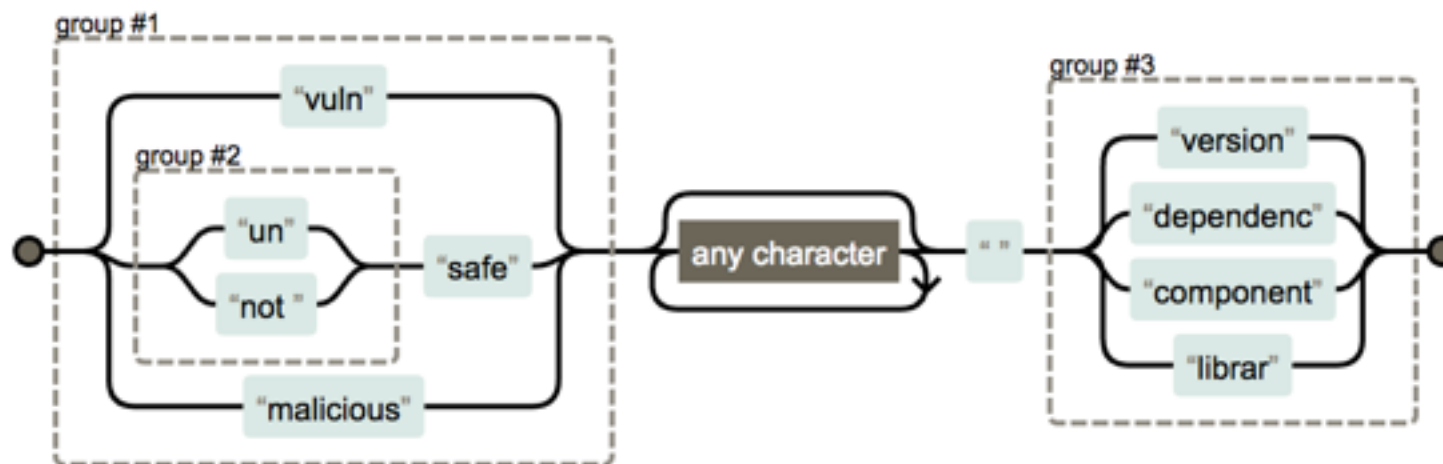 group #1
“vuln”
group #2
“un”
“not ”
“safe”
“malicious”
any character
“ ”
group #3
“version”
“dependenc”
“component”
“librar”